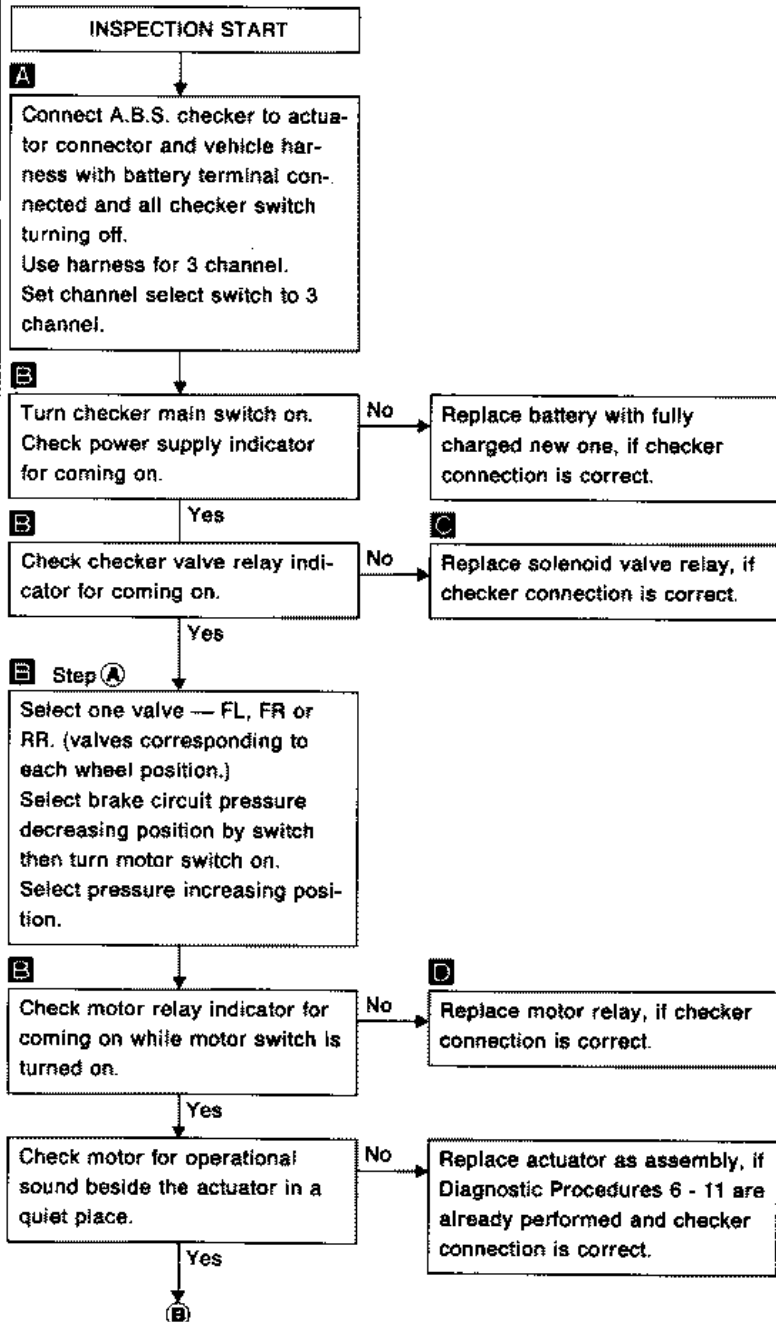 INSPECTION START
A
Connect A.B.S. checker to actua-
tor connector and vehicle har-
ness with battery terminal con-
nected and all checker switch
turning off.
Use harness for 3 channel.
Set channel select switch to 3
channel.
B
Turn checker main switch on.
Check power supply indicator
for coming on.
No
Replace battery with fully
charged new one, if checker
connection is correct.
Yes
B
Check checker valve relay indi-
cator for coming on.
No
C
Replace solenoid valve relay, if
checker connection is correct.
Yes
B Step Ⓐ
Select one valve — FL, FR or
RR. (valves corresponding to
each wheel position.)
Select brake circuit pressure
decreasing position by switch
then turn motor switch on.
Select pressure increasing posi-
tion.
B
Check motor relay indicator for
coming on while motor switch is
turned on.
No
D
Replace motor relay, if checker
connection is correct.
Yes
Check motor for operational
sound beside the actuator in a
quiet place.
No
Replace actuator as assembly, if
Diagnostic Procedures 6 - 11 are
already performed and checker
connection is correct.
Yes
Ⓑ